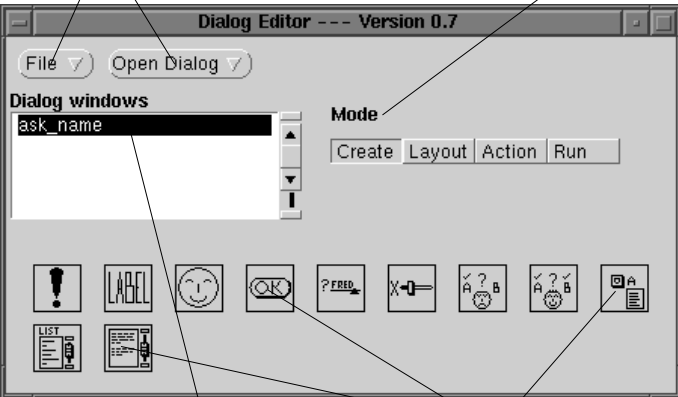 Dialog Editor --- Version 0.7
File Open Dialog
Dialog windows
ask_name
Mode
Create Layout Action Run
! LABEL OK ?FRED X A ? B A ? B A
LIST